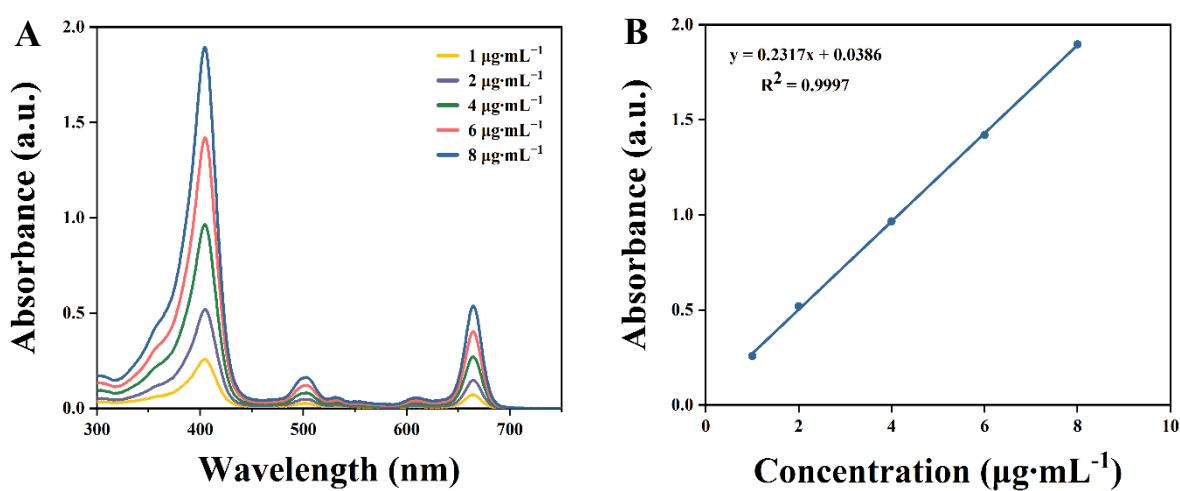 A
2.0
1.5
1.0
0.5
0.0
Absorbance (a.u.)
1 μg·mL⁻¹
2 μg·mL⁻¹
4 μg·mL⁻¹
6 μg·mL⁻¹
8 μg·mL⁻¹
300
400
500
600
700
Wavelength (nm)
B
2.0
1.5
1.0
0.5
0.0
Absorbance (a.u.)
y = 0.2317x + 0.0386
R² = 0.9997
0
2
4
6
8
10
Concentration (μg·mL⁻¹)